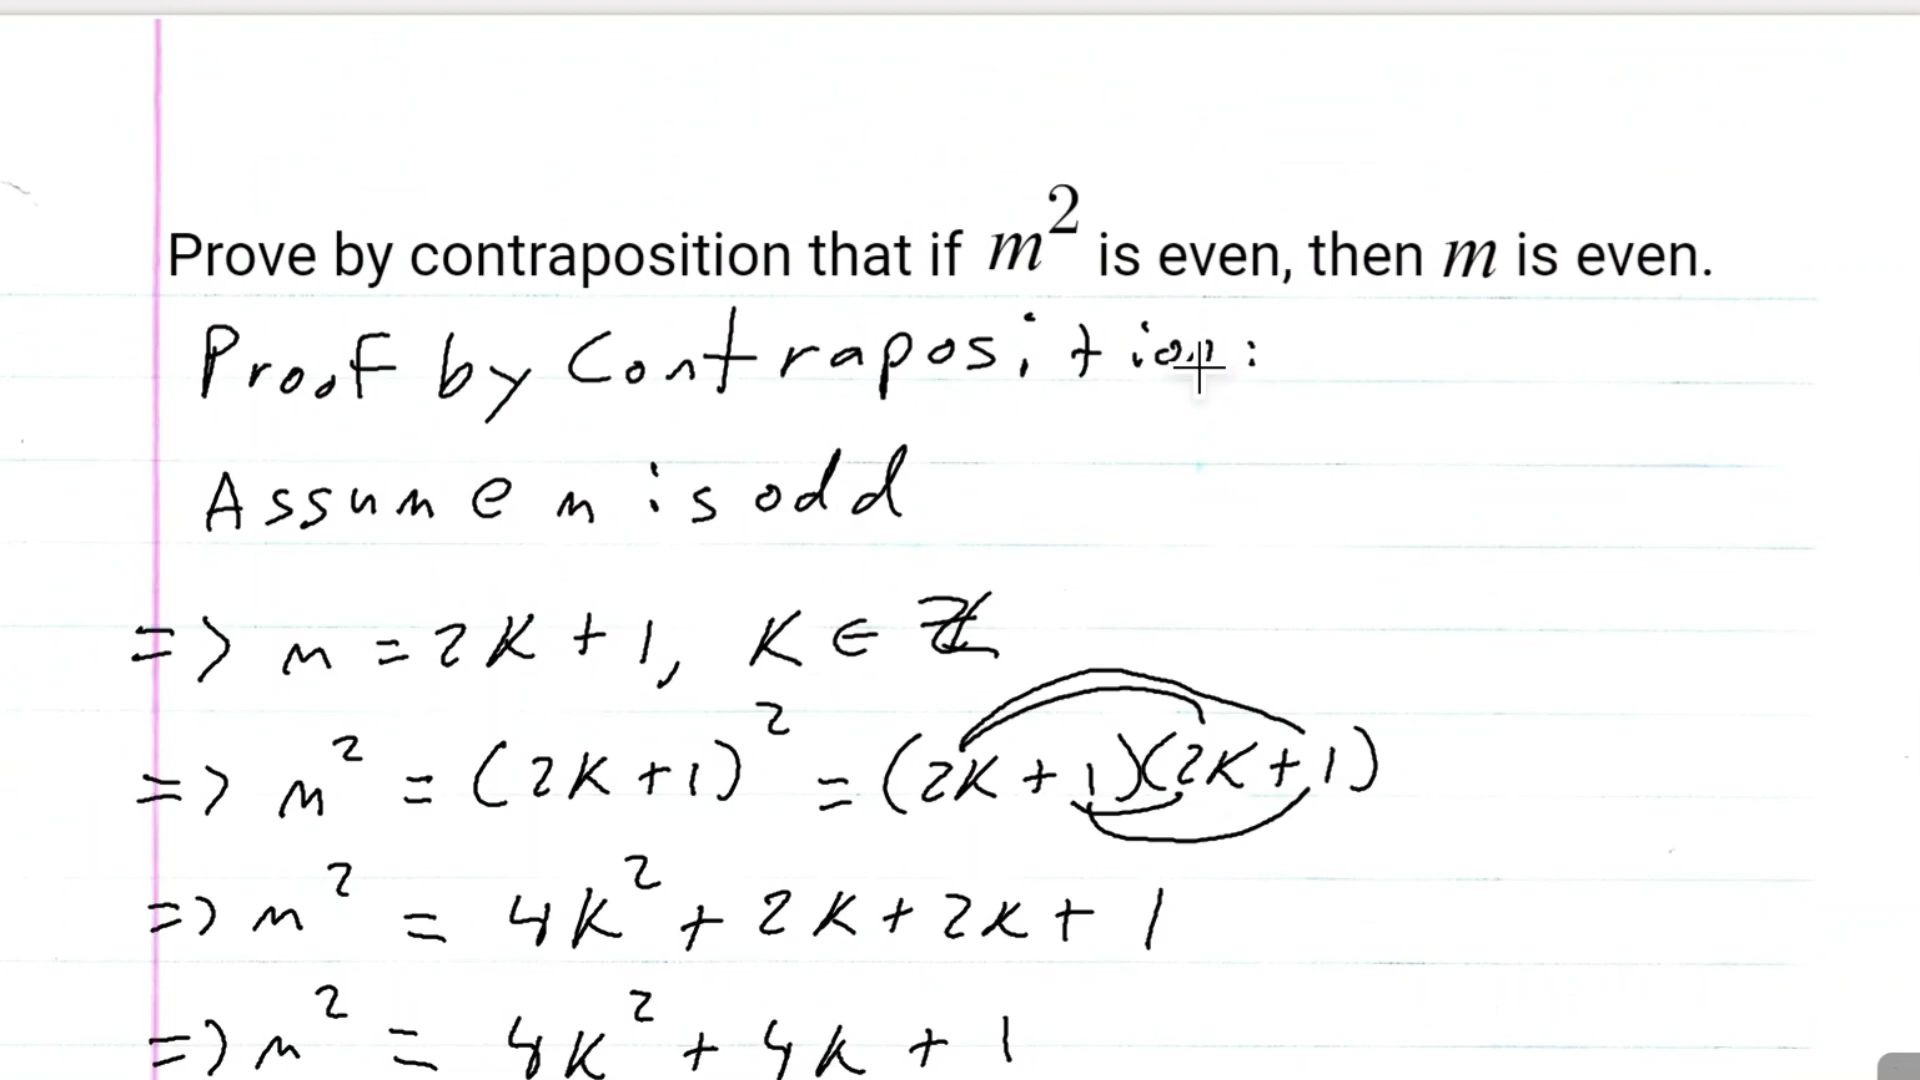 Prove by contraposition that if m² is even, then m is even.
Proof by Contraposition:
Assume m is odd
=> m = 2K + 1, K ∈ ℤ
=> m² = (2K + 1)² = (2K + 1)(2K + 1)
=> m² = 4K² + 2K + 2K + 1
=> m² = 4K² + 4K + 1